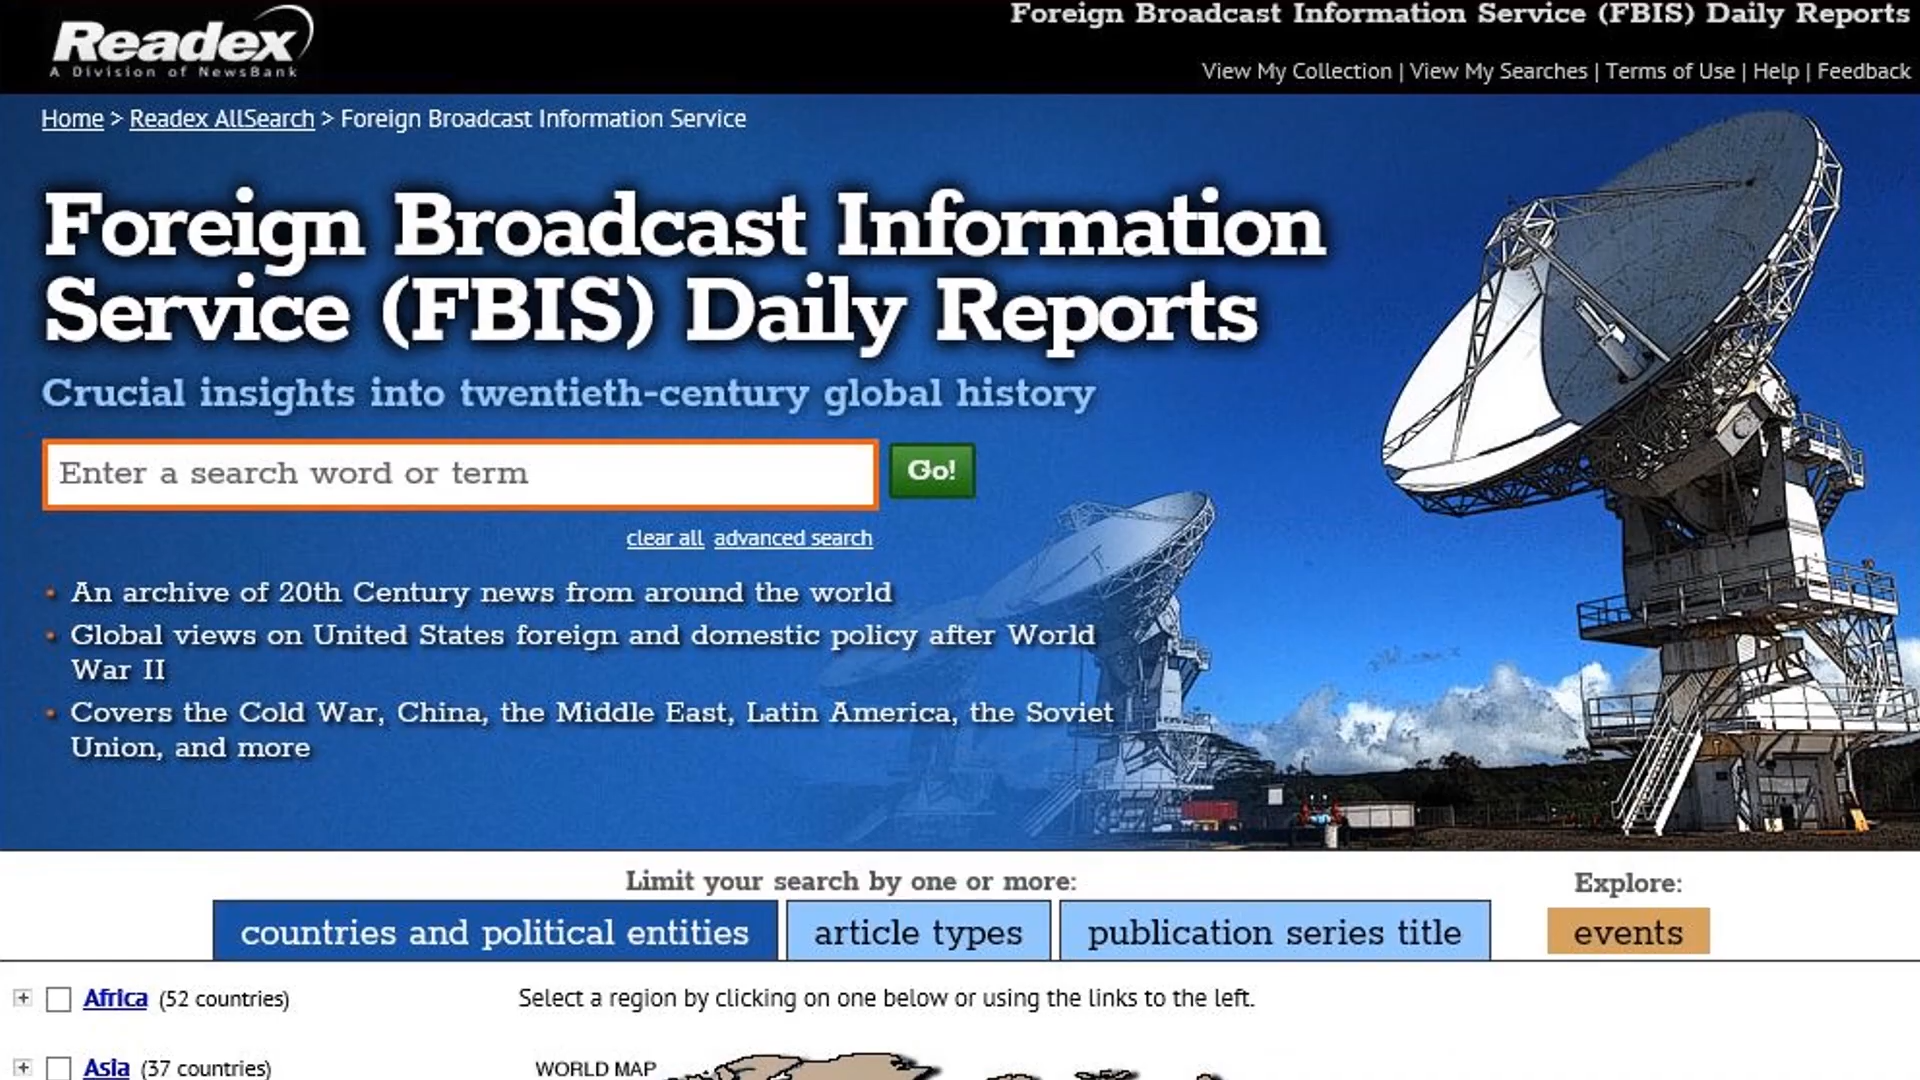 Readex
A Division of NewsBank
Foreign Broadcast Information Service (FBIS) Daily Reports
View My Collection | View My Searches | Terms of Use | Help | Feedback
Home > Readex AllSearch > Foreign Broadcast Information Service
Foreign Broadcast Information
Service (FBIS) Daily Reports
Crucial insights into twentieth-century global history
Enter a search word or term
Go!
clear all advanced search
An archive of 20th Century news from around the world
Global views on United States foreign and domestic policy after World
War II
Covers the Cold War, China, the Middle East, Latin America, the Soviet
Union, and more
Limit your search by one or more:
Explore:
countries and political entities
article types
publication series title
events
Africa (52 countries)
Select a region by clicking on one below or using the links to the left.
Asia (37 countries)
WORLD MAP